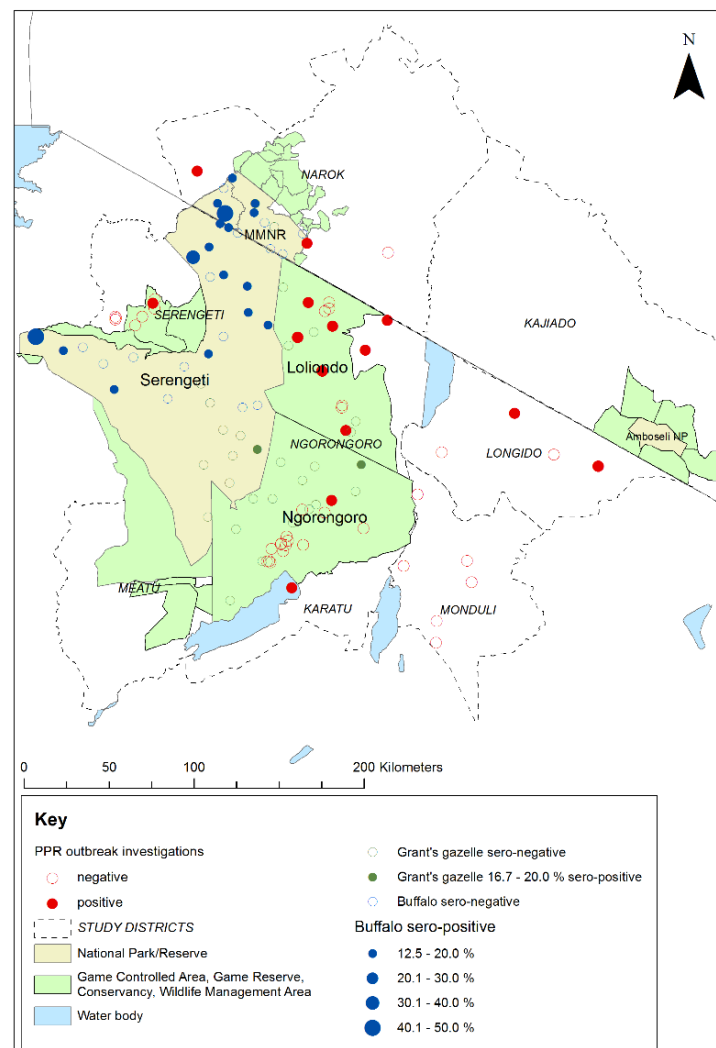 N
NAROK
MMNR
SERENGETI
KAJIADO
Serengeti
Loliondo
Amboseli NP
NGORONGORO
LONGIDO
Ngorongoro
MEATU
KARATU
MONDULI
0 50 100 200 Kilometers
Key
PPR outbreak investigations
negative
positive
STUDY DISTRICTS
National Park/Reserve
Game Controlled Area, Game Reserve,
Conservancy, Wildlife Management Area
Water body
Grant's gazelle sero-negative
Grant's gazelle 16.7 - 20.0 % sero-positive
Buffalo sero-negative
Buffalo sero-positive
12.5 - 20.0 %
20.1 - 30.0 %
30.1 - 40.0 %
40.1 - 50.0 %